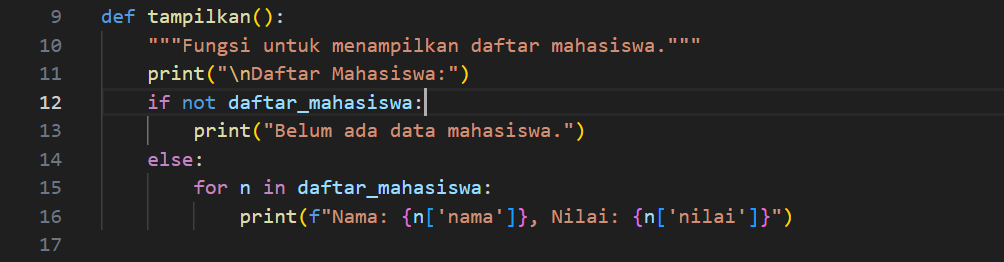 9 def tampilkan():
10 """Fungsi untuk menampilkan daftar mahasiswa."""
11 print("\nDaftar Mahasiswa:")
12 if not daftar_mahasiswa:
13 print("Belum ada data mahasiswa.")
14 else:
15 for n in daftar_mahasiswa:
16 print(f"Nama: {n['nama']}, Nilai: {n['nilai']}")
17